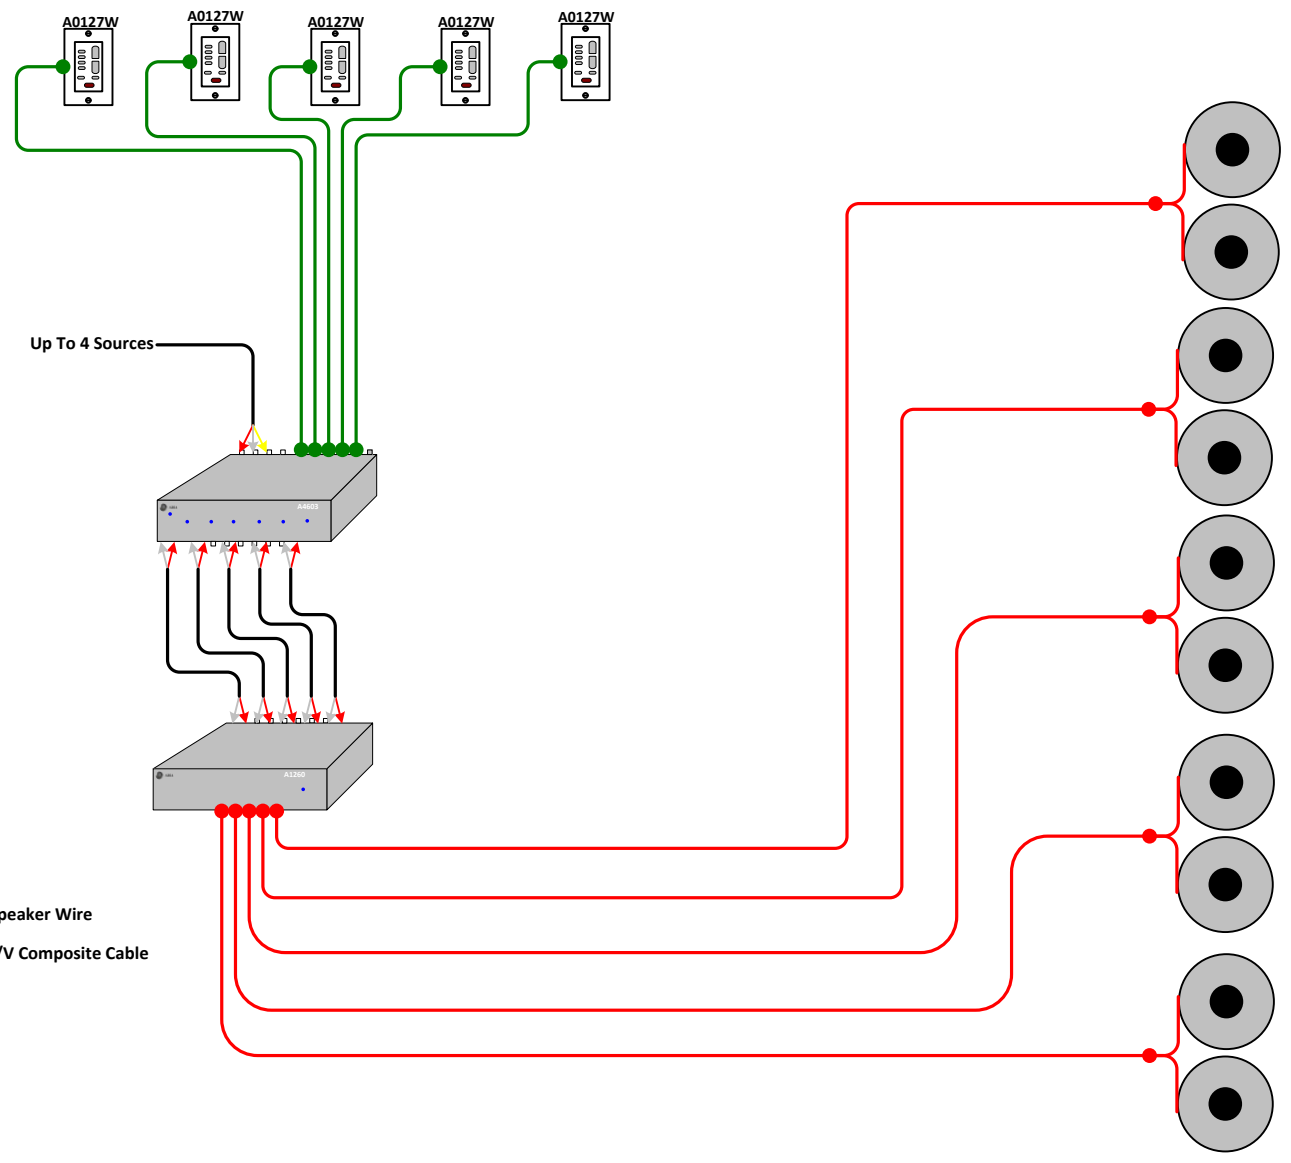 A0127W
A0127W
A0127W
A0127W
A0127W
Up To 4 Sources
A4603
A1260
peaker Wire
/V Composite Cable